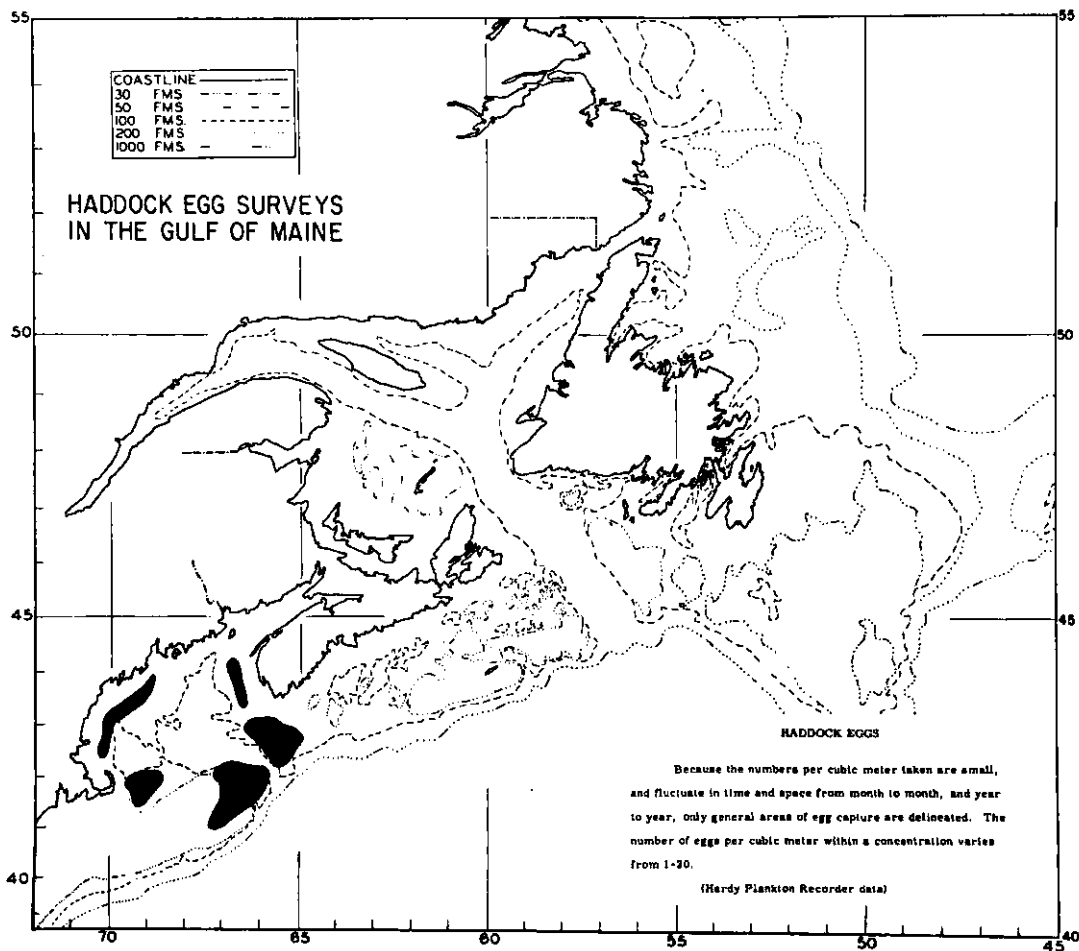 55
55
COASTLINE
30 FMS
50 FMS
100 FMS.
200 FMS
1000 FMS
HADDOCK EGG SURVEYS
IN THE GULF OF MAINE
50
50
45
45
HADDOCK EGGS
Because the numbers per cubic meter taken are small,
and fluctuate in time and space from month to month, and year
to year, only general areas of egg capture are delineated. The
number of eggs per cubic meter within a concentration varies
from 1-20.
(Hardy Plankton Recorder data)
40
40
70 65 60 55 50 45